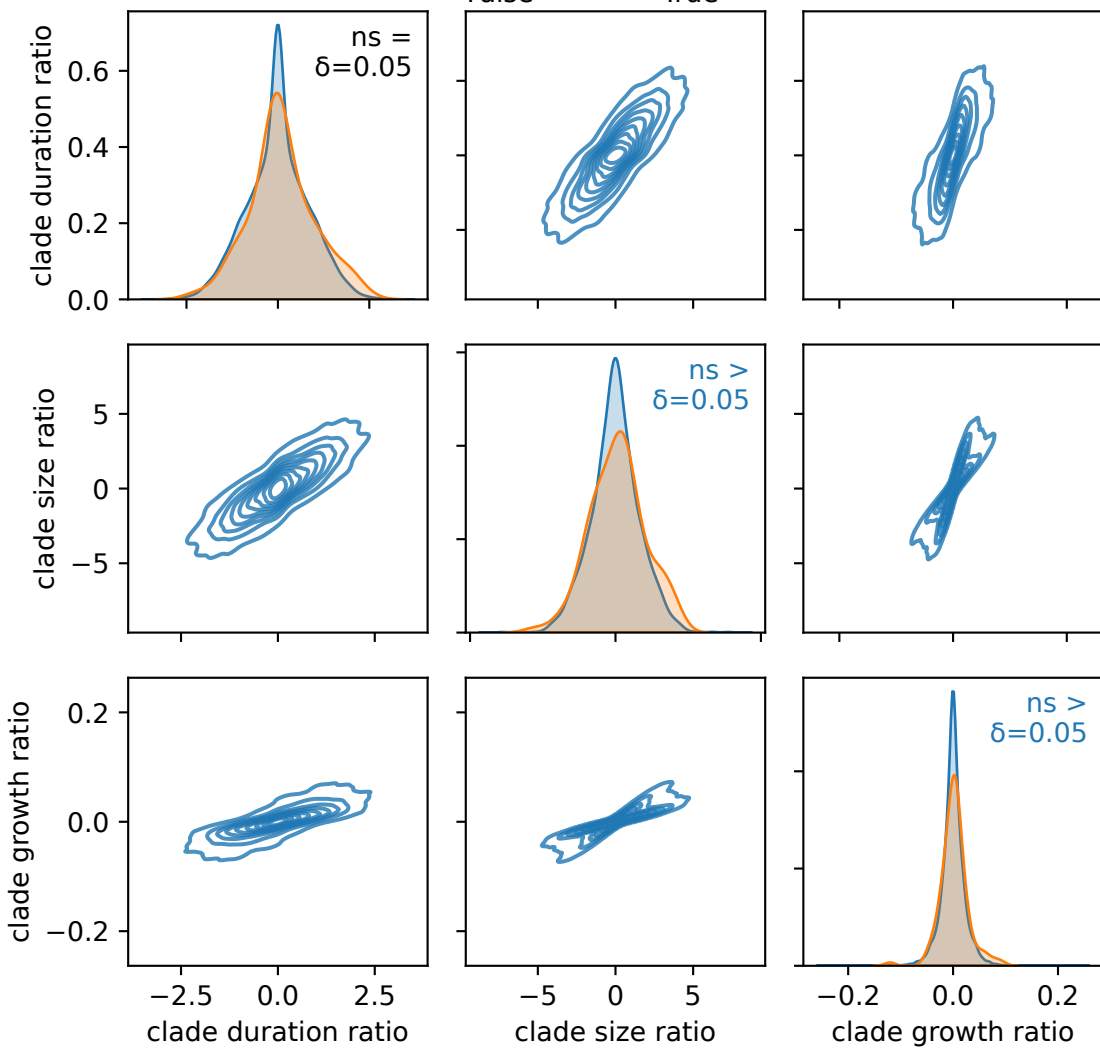 clade duration ratio
0.6
0.4
0.2
0.0
ns =
δ=0.05
clade size ratio
5
0
−5
ns >
δ=0.05
clade growth ratio
0.2
0.0
−0.2
ns >
δ=0.05
−2.5 0.0 2.5
−5 0 5
−0.2 0.0 0.2
clade duration ratio
clade size ratio
clade growth ratio